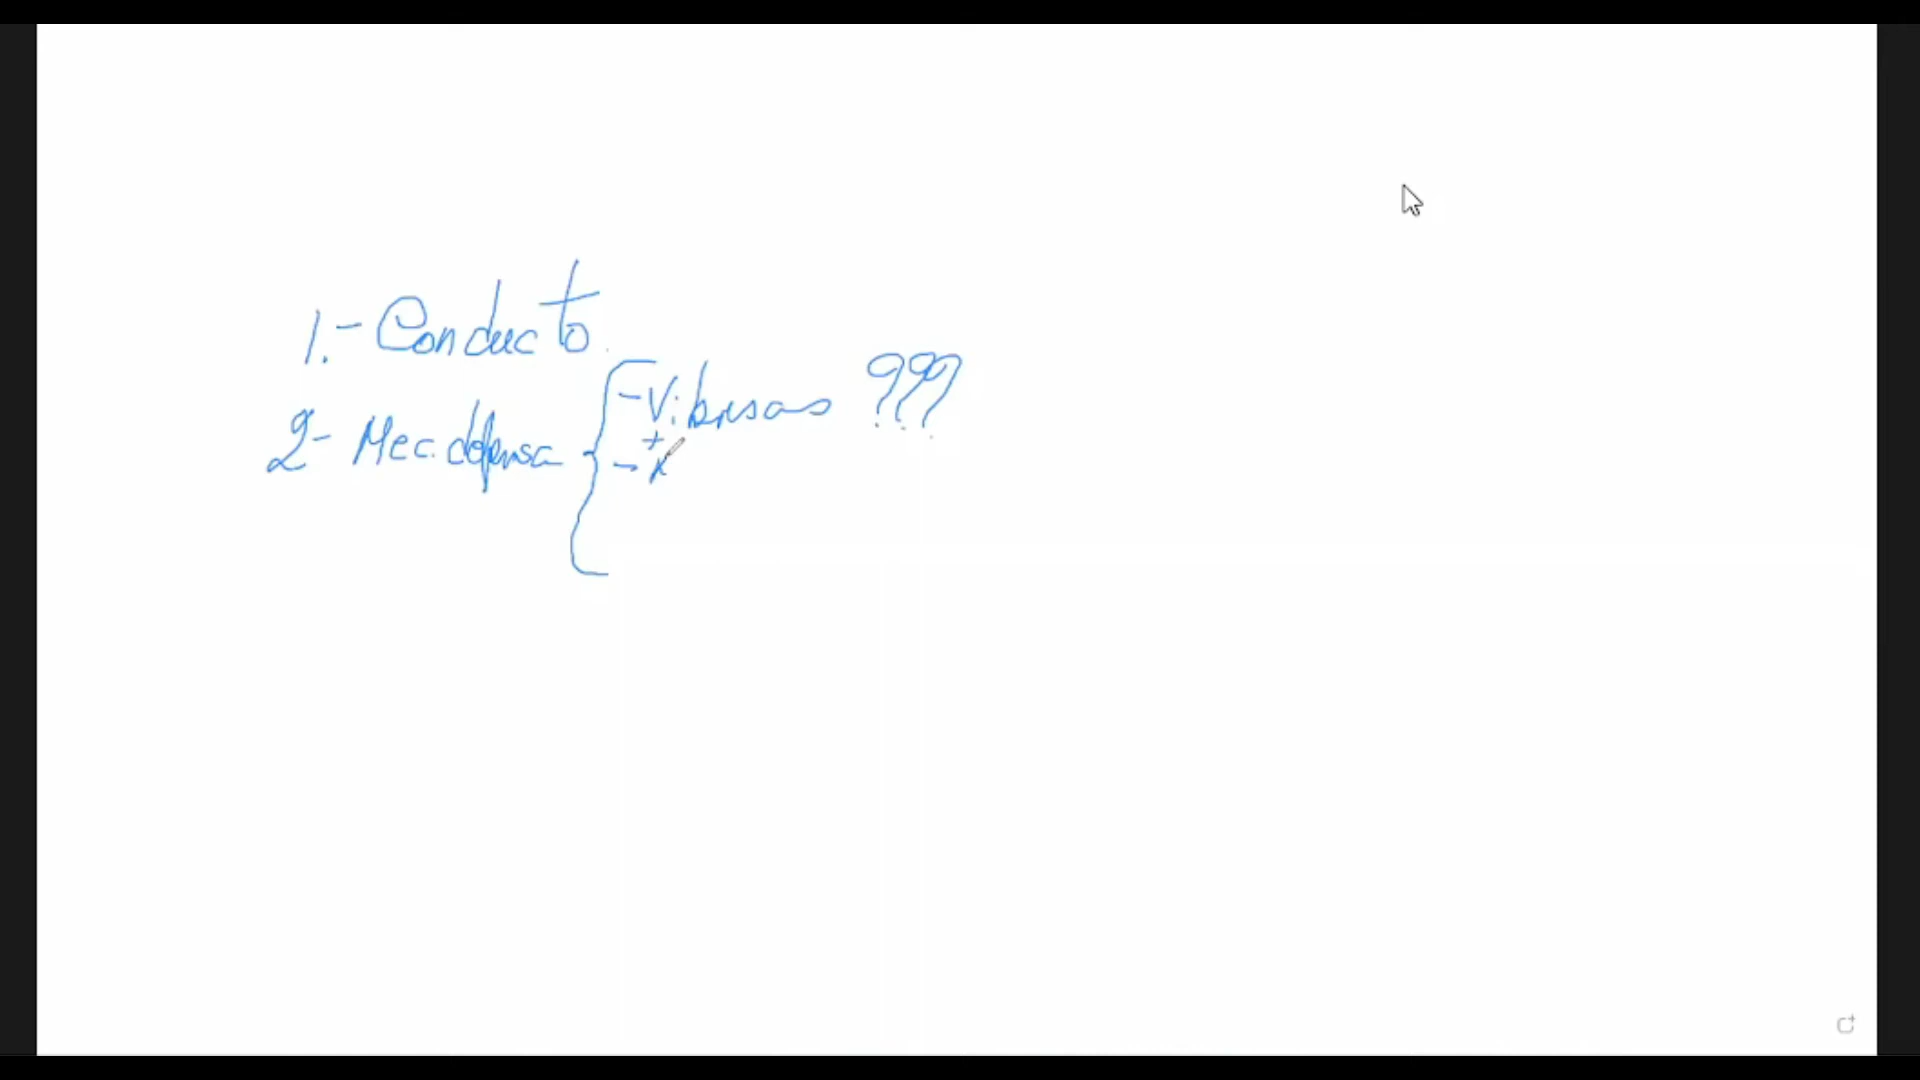 1.- Conducto
2- Mec. defensa { - Vibrisas ???
+
-